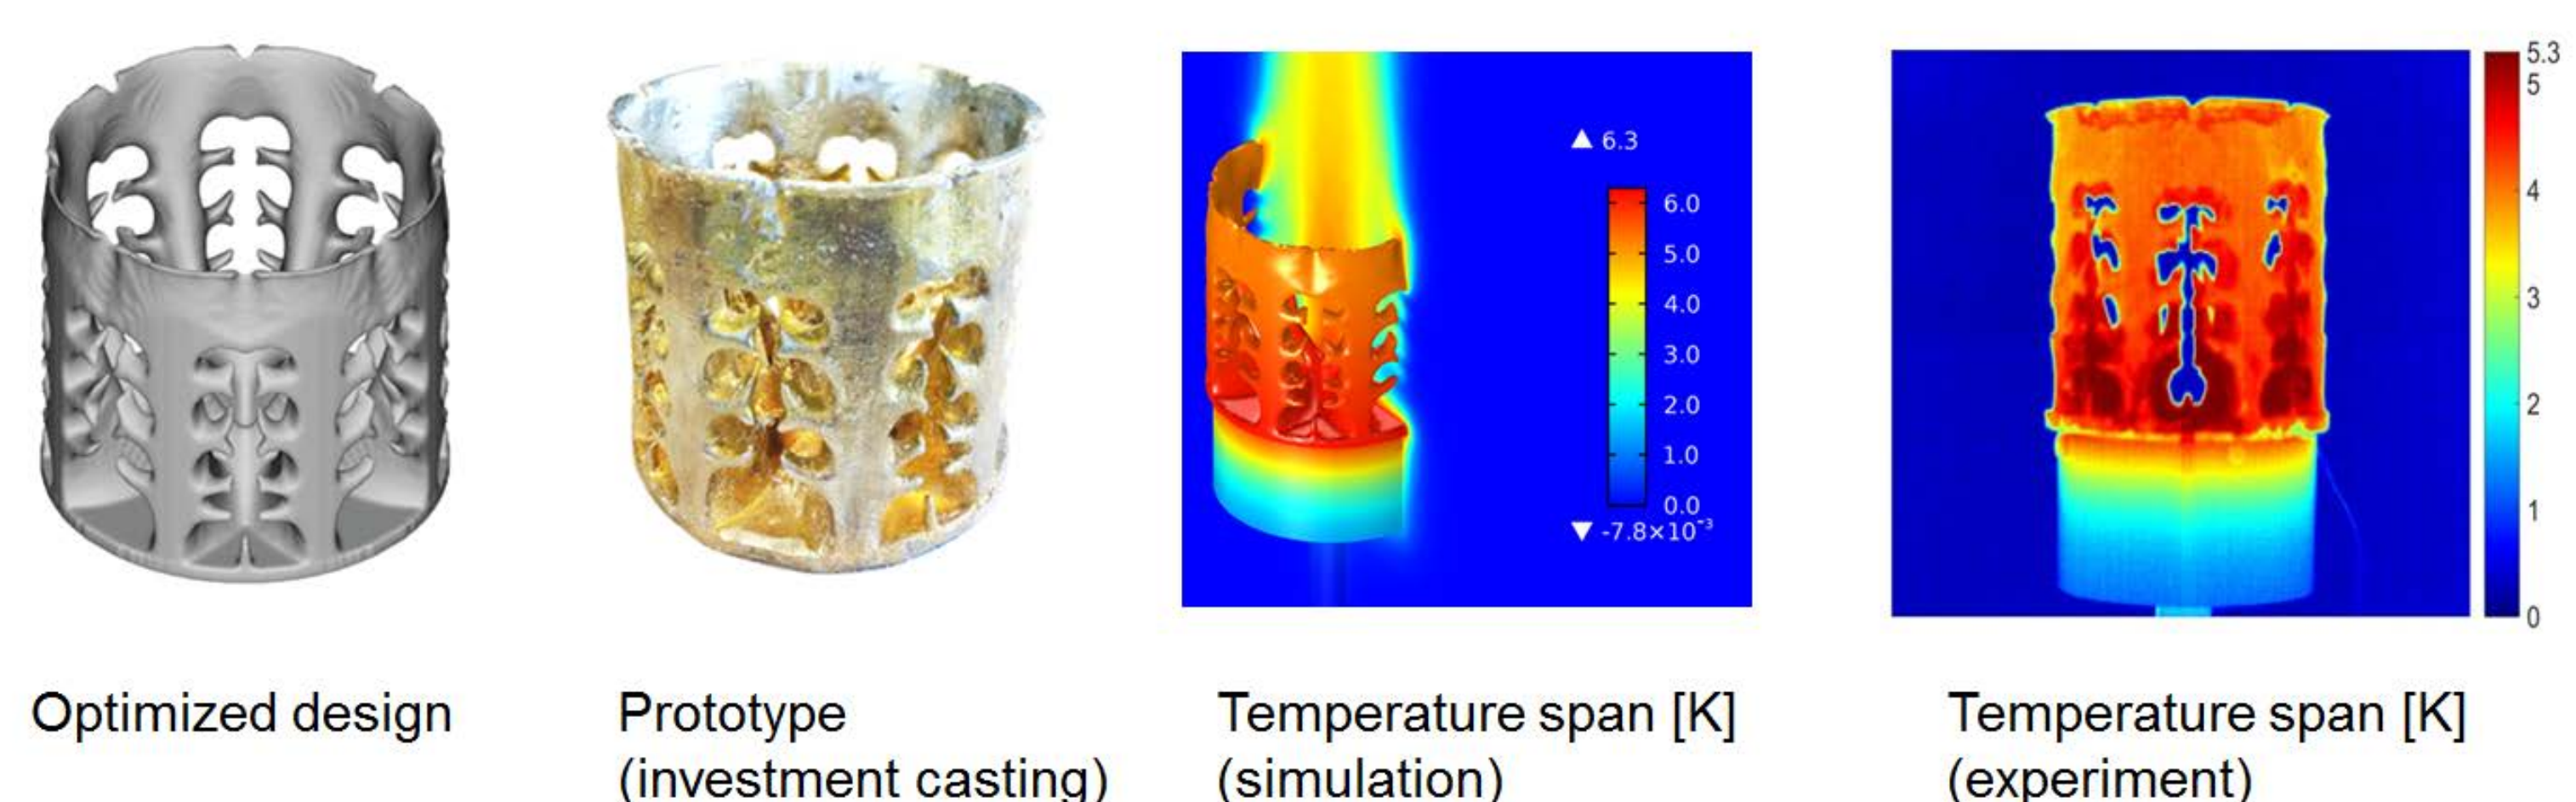 ▲ 6.3
6.0
5.0
4.0
3.0
2.0
1.0
0.0
▼ -7.8×10⁻³
5.3
5
4
3
2
1
0
Optimized design
Prototype
(investment casting)
Temperature span [K]
(simulation)
Temperature span [K]
(experiment)